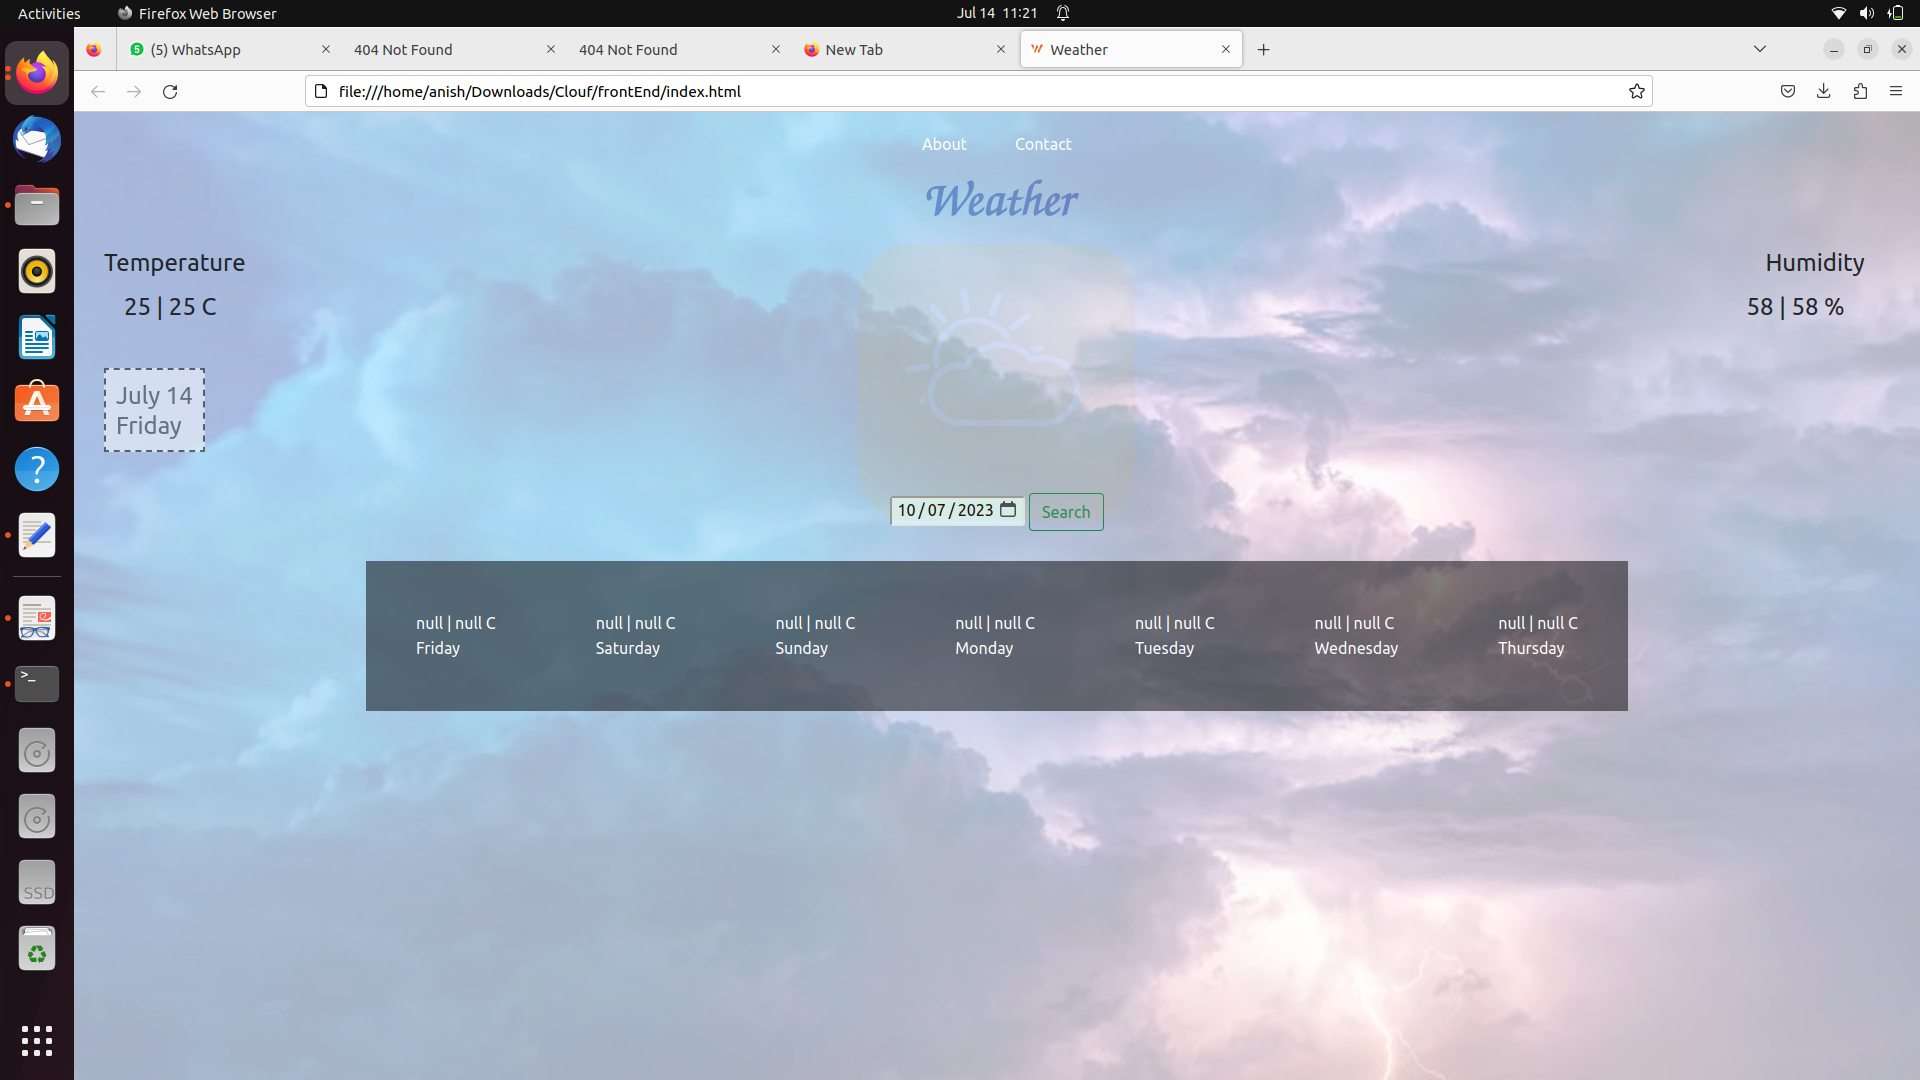 Activities
Firefox Web Browser
Jul 14 11:21
5 (5) WhatsApp
404 Not Found
404 Not Found
New Tab
Weather
file:///home/anish/Downloads/Clouf/frontEnd/index.html
About Contact
Weather
Temperature
25 | 25 C
Humidity
58 | 58 %
July 14
Friday
10/07/2023
Search
null | null C
Friday
null | null C
Saturday
null | null C
Sunday
null | null C
Monday
null | null C
Tuesday
null | null C
Wednesday
null | null C
Thursday
SSD